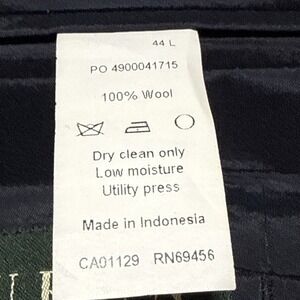 44 L
PO 4900041715
100% Wool
Dry clean only
Low moisture
Utility press
Made in Indonesia
CA01129 RN69456